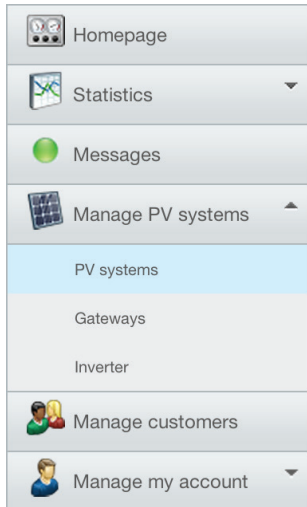 Homepage
Statistics
Messages
Manage PV systems
PV systems
Gateways
Inverter
Manage customers
Manage my account